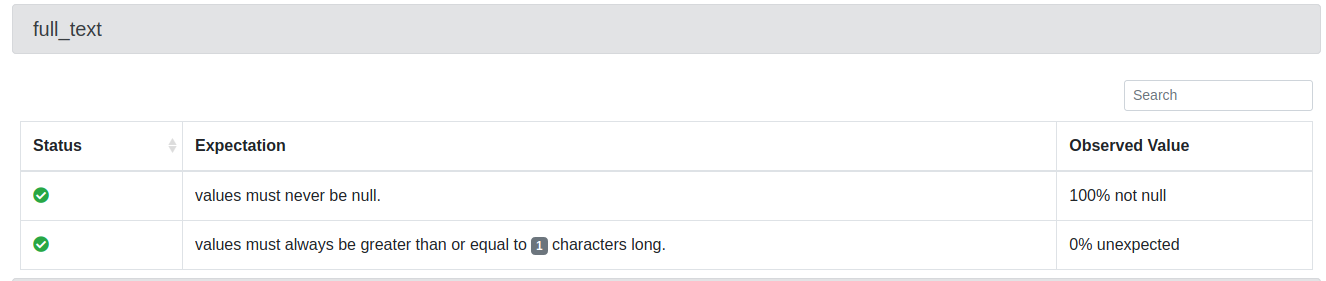 full_text
Search
Status Expectation Observed Value
values must never be null. 100% not null
values must always be greater than or equal to 1 characters long. 0% unexpected